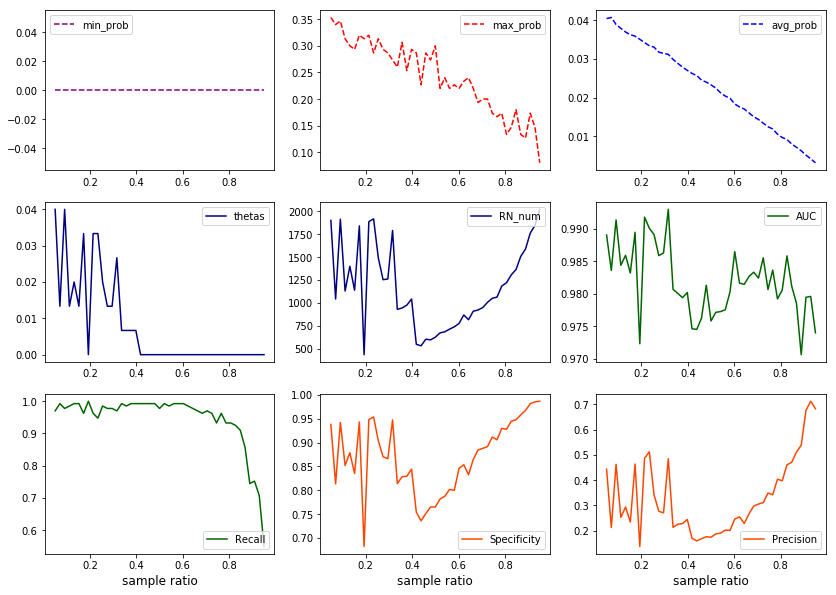 min_prob
0.04
0.02
0.00
−0.02
−0.04
0.2 0.4 0.6 0.8
max_prob
0.35
0.30
0.25
0.20
0.15
0.10
0.2 0.4 0.6 0.8
avg_prob
0.04
0.03
0.02
0.01
0.2 0.4 0.6 0.8
thetas
0.04
0.03
0.02
0.01
0.00
0.2 0.4 0.6 0.8
RN_num
2000
1750
1500
1250
1000
750
500
0.2 0.4 0.6 0.8
AUC
0.990
0.985
0.980
0.975
0.970
0.2 0.4 0.6 0.8
1.0
0.9
0.8
0.7
0.6
Recall
0.2 0.4 0.6 0.8
sample ratio
1.00
0.95
0.90
0.85
0.80
0.75
0.70
Specificity
0.2 0.4 0.6 0.8
sample ratio
0.7
0.6
0.5
0.4
0.3
0.2
Precision
0.2 0.4 0.6 0.8
sample ratio